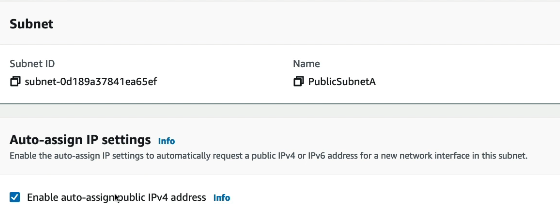 Subnet
Subnet ID
Name
subnet-0d189a37841ea65ef
PublicSubnetA
Auto-assign IP settings Info
Enable the auto-assign IP settings to automatically request a public IPv4 or IPv6 address for a new network interface in this subnet.
Enable auto-assign public IPv4 address Info